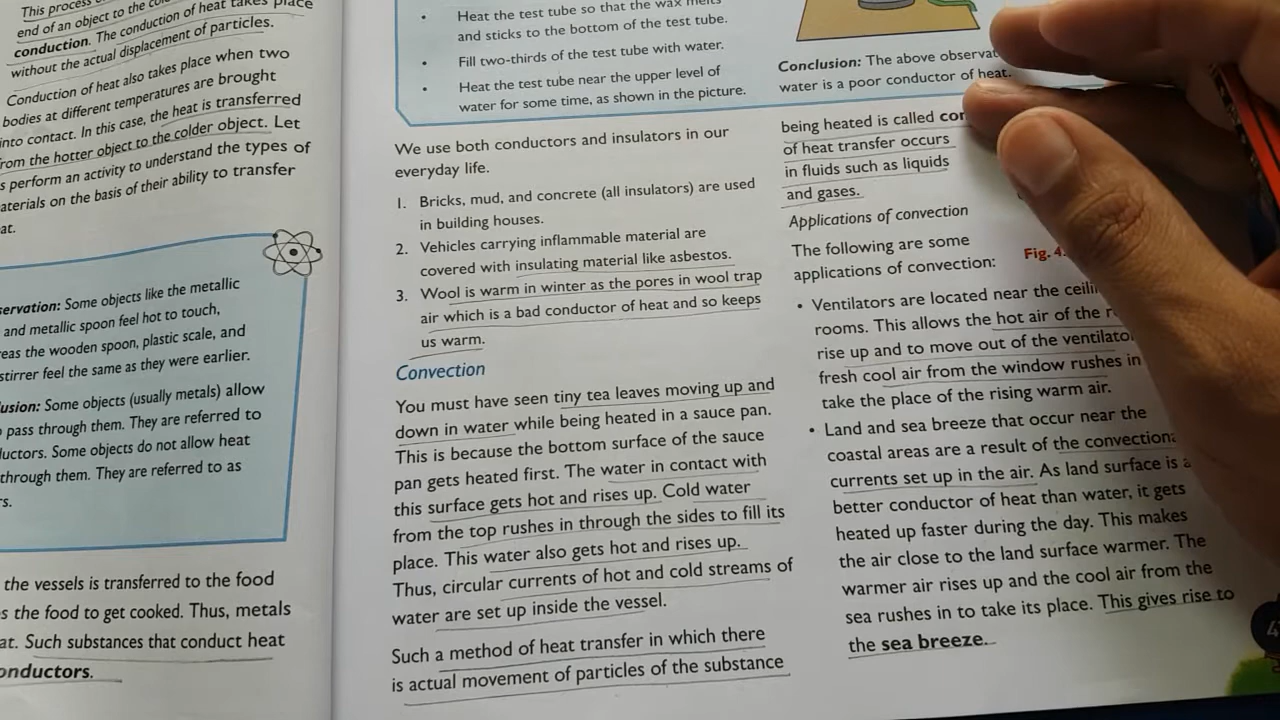 This process
end of an object to the
conduction. The conduction of heat takes place
without the actual displacement of particles.
Conduction of heat also takes place when two
bodies at different temperatures are brought
into contact. In this case, the heat is transferred
from the hotter object to the colder object. Let
s perform an activity to understand the types of
aterials on the basis of their ability to transfer
at.
servation: Some objects like the metallic
and metallic spoon feel hot to touch,
reas the wooden spoon, plastic scale, and
stirrer feel the same as they were earlier.
lusion: Some objects (usually metals) allow
pass through them. They are referred to
luctors. Some objects do not allow heat
through them. They are referred to as
s.
the vessels is transferred to the food
s the food to get cooked. Thus, metals
at. Such substances that conduct heat
onductors.
• Heat the test tube so that the wax melts
and sticks to the bottom of the test tube.
• Fill two-thirds of the test tube with water.
• Heat the test tube near the upper level of
water for some time, as shown in the picture.
We use both conductors and insulators in our
everyday life.
1. Bricks, mud, and concrete (all insulators) are used
in building houses.
2. Vehicles carrying inflammable material are
covered with insulating material like asbestos.
3. Wool is warm in winter as the pores in wool trap
air which is a bad conductor of heat and so keeps
us warm.
Convection
You must have seen tiny tea leaves moving up and
down in water while being heated in a sauce pan.
This is because the bottom surface of the sauce
pan gets heated first. The water in contact with
this surface gets hot and rises up. Cold water
from the top rushes in through the sides to fill its
place. This water also gets hot and rises up.
Thus, circular currents of hot and cold streams of
water are set up inside the vessel.
Such a method of heat transfer in which there
is actual movement of particles of the substance
Conclusion: The above observat
water is a poor conductor of heat.
being heated is called con
of heat transfer occurs
in fluids such as liquids
and gases.
Applications of convection
The following are some
applications of convection:
Fig. 4.
• Ventilators are located near the ceili
rooms. This allows the hot air of the r
rise up and to move out of the ventilato
fresh cool air from the window rushes in
take the place of the rising warm air.
• Land and sea breeze that occur near the
coastal areas are a result of the convectiona
currents set up in the air. As land surface is a
better conductor of heat than water, it gets
heated up faster during the day. This makes
the air close to the land surface warmer. The
warmer air rises up and the cool air from the
sea rushes in to take its place. This gives rise to
the sea breeze.